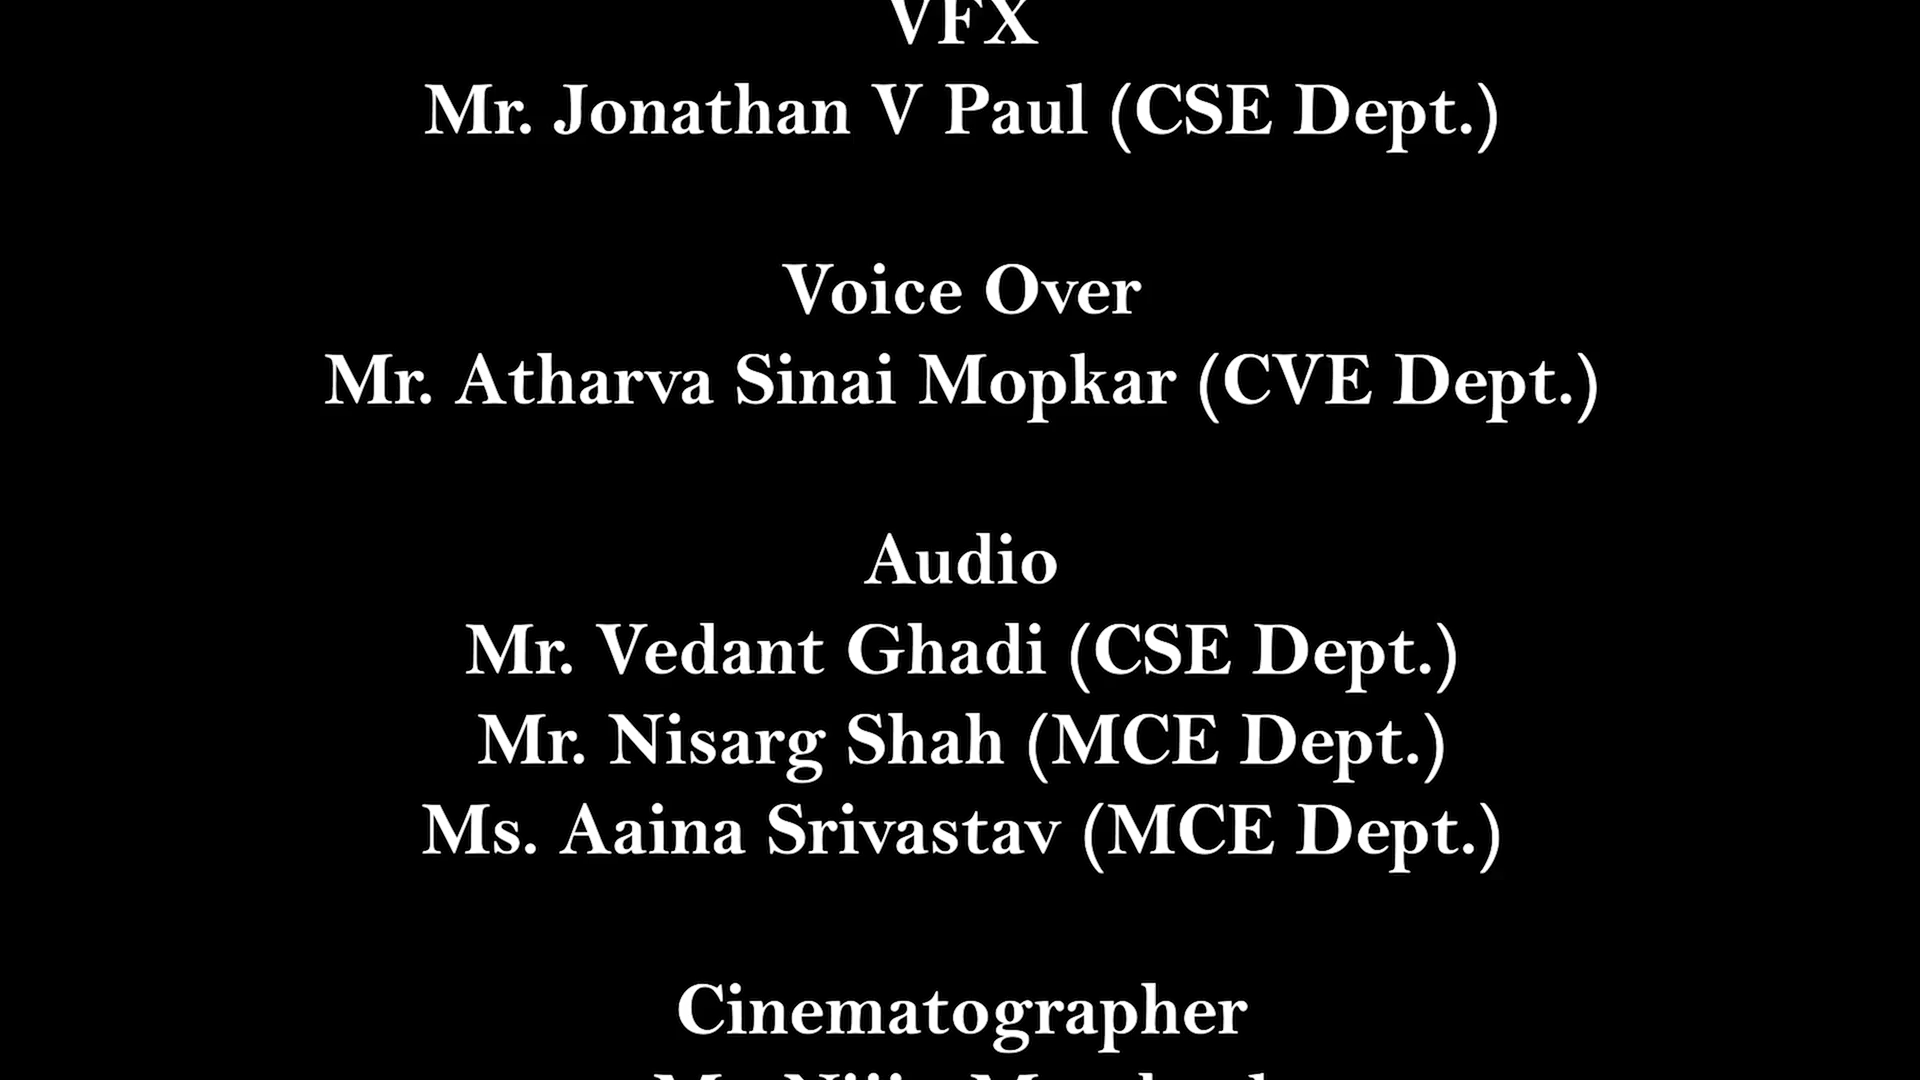 VFX
Mr. Jonathan V Paul (CSE Dept.)
Voice Over
Mr. Atharva Sinai Mopkar (CVE Dept.)
Audio
Mr. Vedant Ghadi (CSE Dept.)
Mr. Nisarg Shah (MCE Dept.)
Ms. Aaina Srivastav (MCE Dept.)
Cinematographer